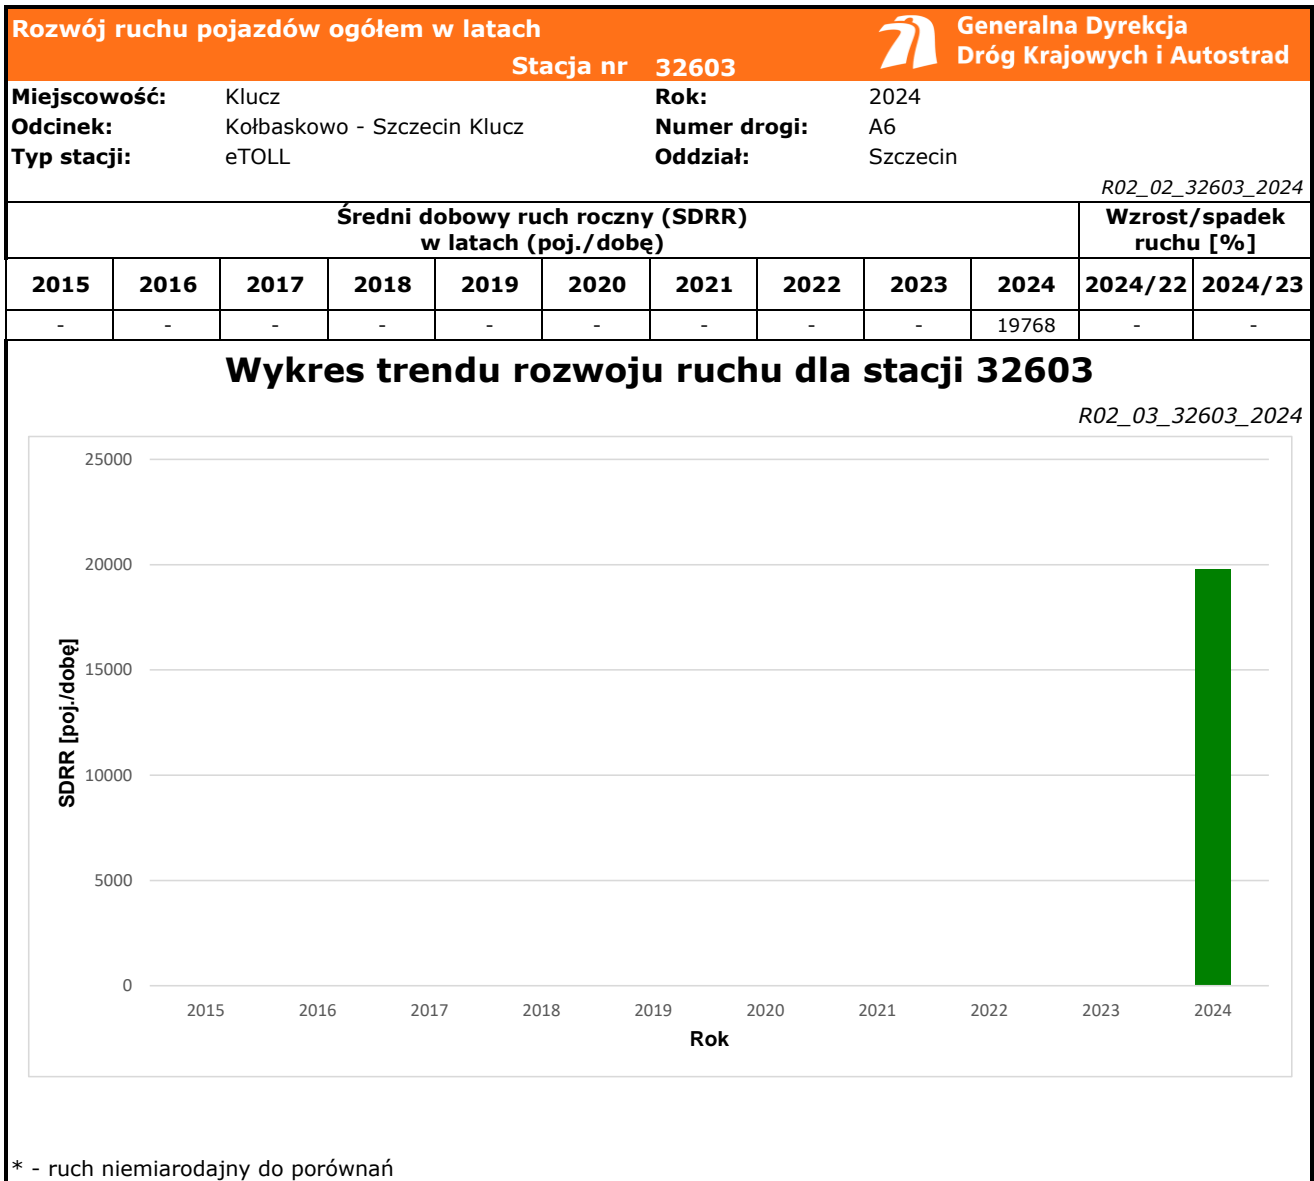 Rozwój ruchu pojazdów ogółem w latach
Stacja nr 32603
Generalna Dyrekcja
Dróg Krajowych i Autostrad
Miejscowość: Klucz Rok: 2024
Odcinek: Kołbaskowo - Szczecin Klucz Numer drogi: A6
Typ stacji: eTOLL Oddział: Szczecin
R02_02_32603_2024
Średni dobowy ruch roczny (SDRR)
w latach (poj./dobę)
Wzrost/spadek
ruchu [%]
2015 2016 2017 2018 2019 2020 2021 2022 2023 2024 2024/22 2024/23
- - - - - - - - - 19768 - -
Wykres trendu rozwoju ruchu dla stacji 32603
R02_03_32603_2024
SDRR [poj./dobę]
25000
20000
15000
10000
5000
0
2015 2016 2017 2018 2019 2020 2021 2022 2023 2024
Rok
* - ruch niemiarodajny do porównań